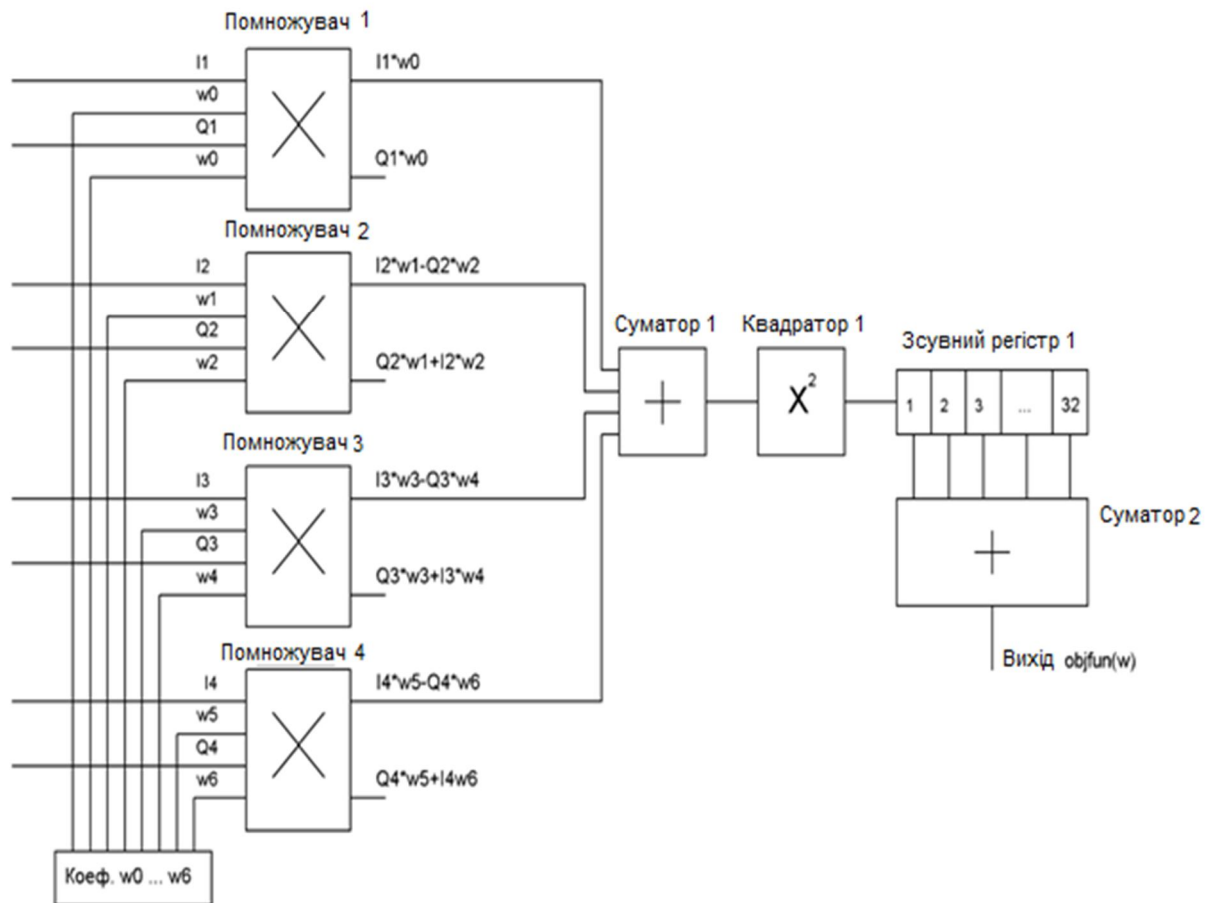 Помножувач 1
I1
I1*w0
w0
Q1
w0
Q1*w0
Помножувач 2
I2
I2*w1-Q2*w2
w1
Q2
w2
Q2*w1+I2*w2
Суматор 1
Квадратор 1
Зсувний регістр 1
+
X²
1 2 3 ... 32
Помножувач 3
I3
I3*w3-Q3*w4
w3
Q3
w4
Q3*w3+I3*w4
Суматор 2
+
Помножувач 4
I4
I4*w5-Q4*w6
w5
Q4
w6
Q4*w5+I4w6
Вихід objfun(w)
Коеф. w0 ... w6